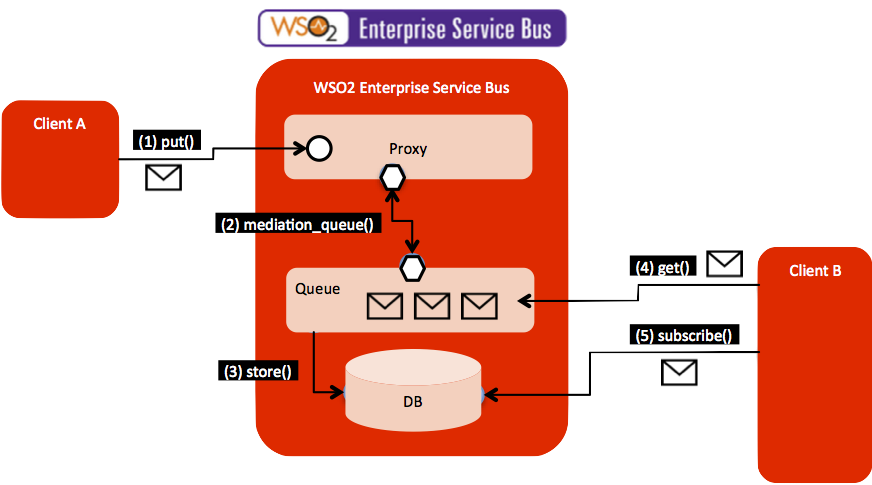 WSO2 Enterprise Service Bus
WSO2 Enterprise Service Bus
Client A
(1) put()
Proxy
(2) mediation_queue()
Queue
(4) get()
Client B
(5) subscribe()
(3) store()
DB